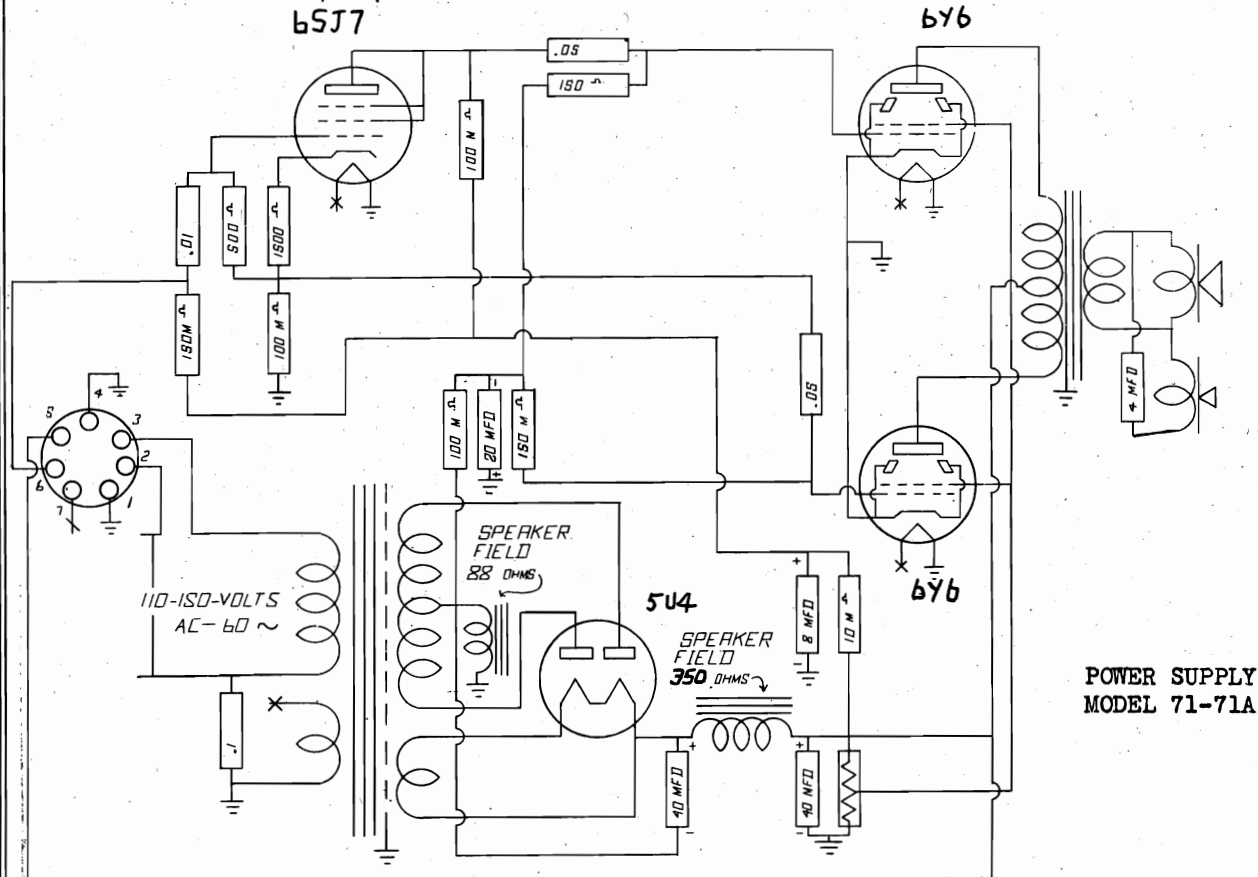 6SJ7
6Y6
.05
150 Ω
100 M Ω
.01
500 Ω
1500 Ω
150M Ω
100 M Ω
.05
4 MFD
4
5
3
2
6
7
1
100 M Ω
20 MFD
+
150 M Ω
SPEAKER
FIELD
88 OHMS
110-150-VOLTS
AC-60 ~
5U4
6Y6
SPEAKER
FIELD
350 OHMS
+
8 MFD
-
10 M Ω
.1
+
40 MFD
-
+
40 MFD
-
POWER SUPPLY
MODEL 71-71A